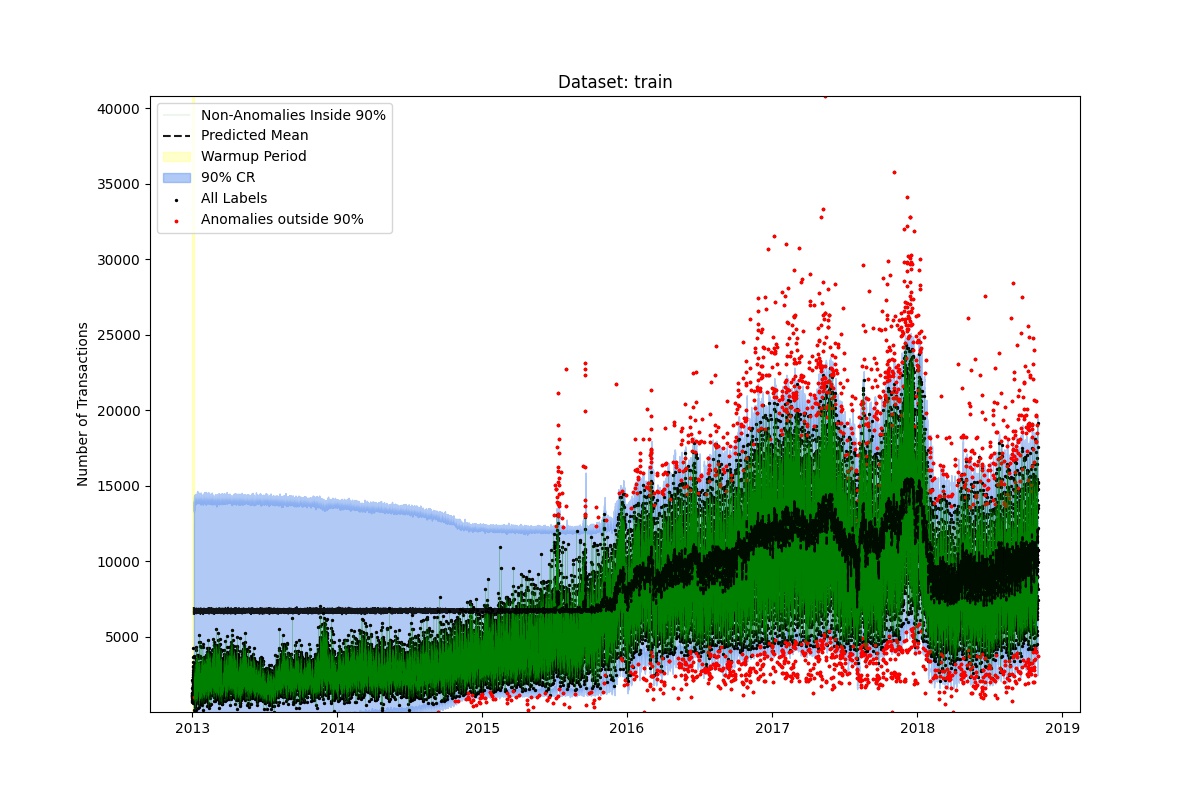 Dataset: train
Number of Transactions
40000
35000
30000
25000
20000
15000
10000
5000
Non-Anomalies Inside 90%
Predicted Mean
Warmup Period
90% CR
All Labels
Anomalies outside 90%
2013 2014 2015 2016 2017 2018 2019